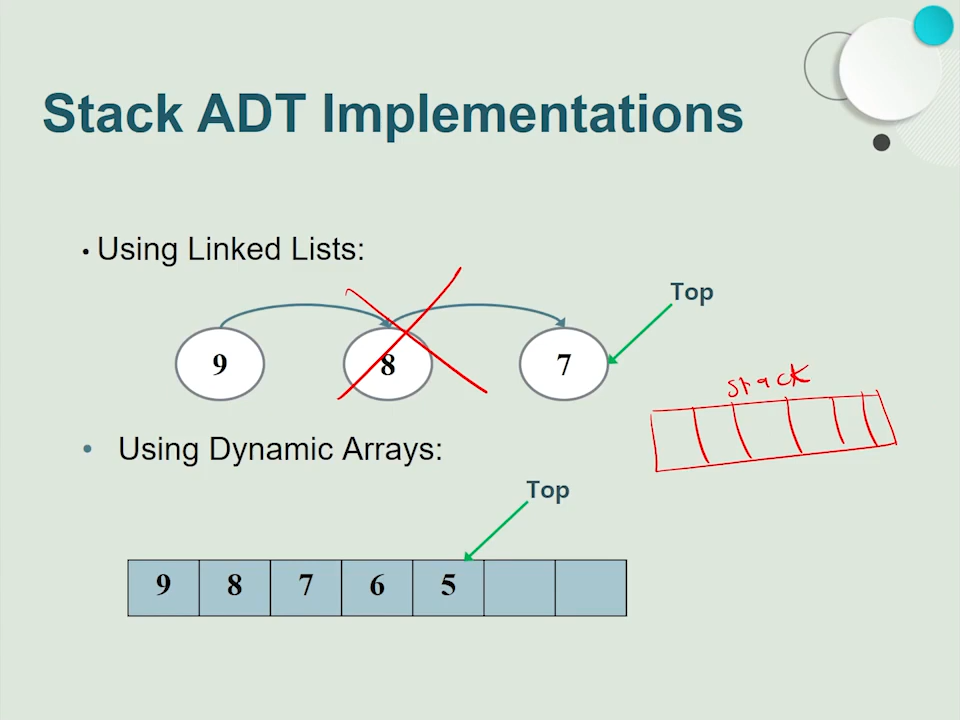 Stack ADT Implementations
• Using Linked Lists:
Top
9 8 7
stack
• Using Dynamic Arrays:
Top
9 8 7 6 5